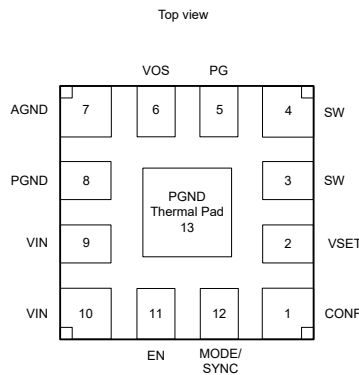 Top view
VOS PG
AGND 7 6 5 4 SW
PGND 8 3 SW
PGND
Thermal Pad
13
VIN 9 2 VSET
VIN 10 11 12 1 CONF
EN MODE/
SYNC